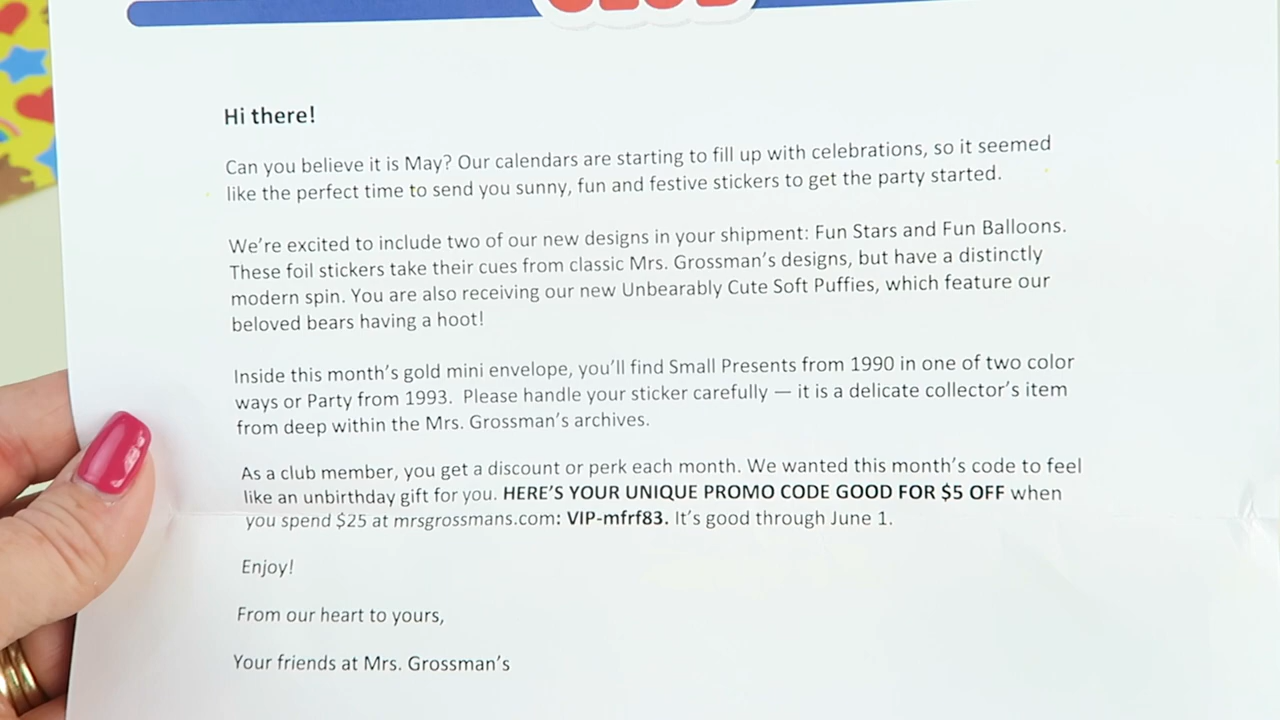 CLUB
Hi there!
Can you believe it is May? Our calendars are starting to fill up with celebrations, so it seemed
like the perfect time to send you sunny, fun and festive stickers to get the party started.
We're excited to include two of our new designs in your shipment: Fun Stars and Fun Balloons.
These foil stickers take their cues from classic Mrs. Grossman's designs, but have a distinctly
modern spin. You are also receiving our new Unbearably Cute Soft Puffies, which feature our
beloved bears having a hoot!
Inside this month's gold mini envelope, you'll find Small Presents from 1990 in one of two color
ways or Party from 1993. Please handle your sticker carefully — it is a delicate collector's item
from deep within the Mrs. Grossman's archives.
As a club member, you get a discount or perk each month. We wanted this month's code to feel
like an unbirthday gift for you. HERE'S YOUR UNIQUE PROMO CODE GOOD FOR $5 OFF when
you spend $25 at mrsgrossmans.com: VIP-mfrf83. It's good through June 1.
Enjoy!
From our heart to yours,
Your friends at Mrs. Grossman's